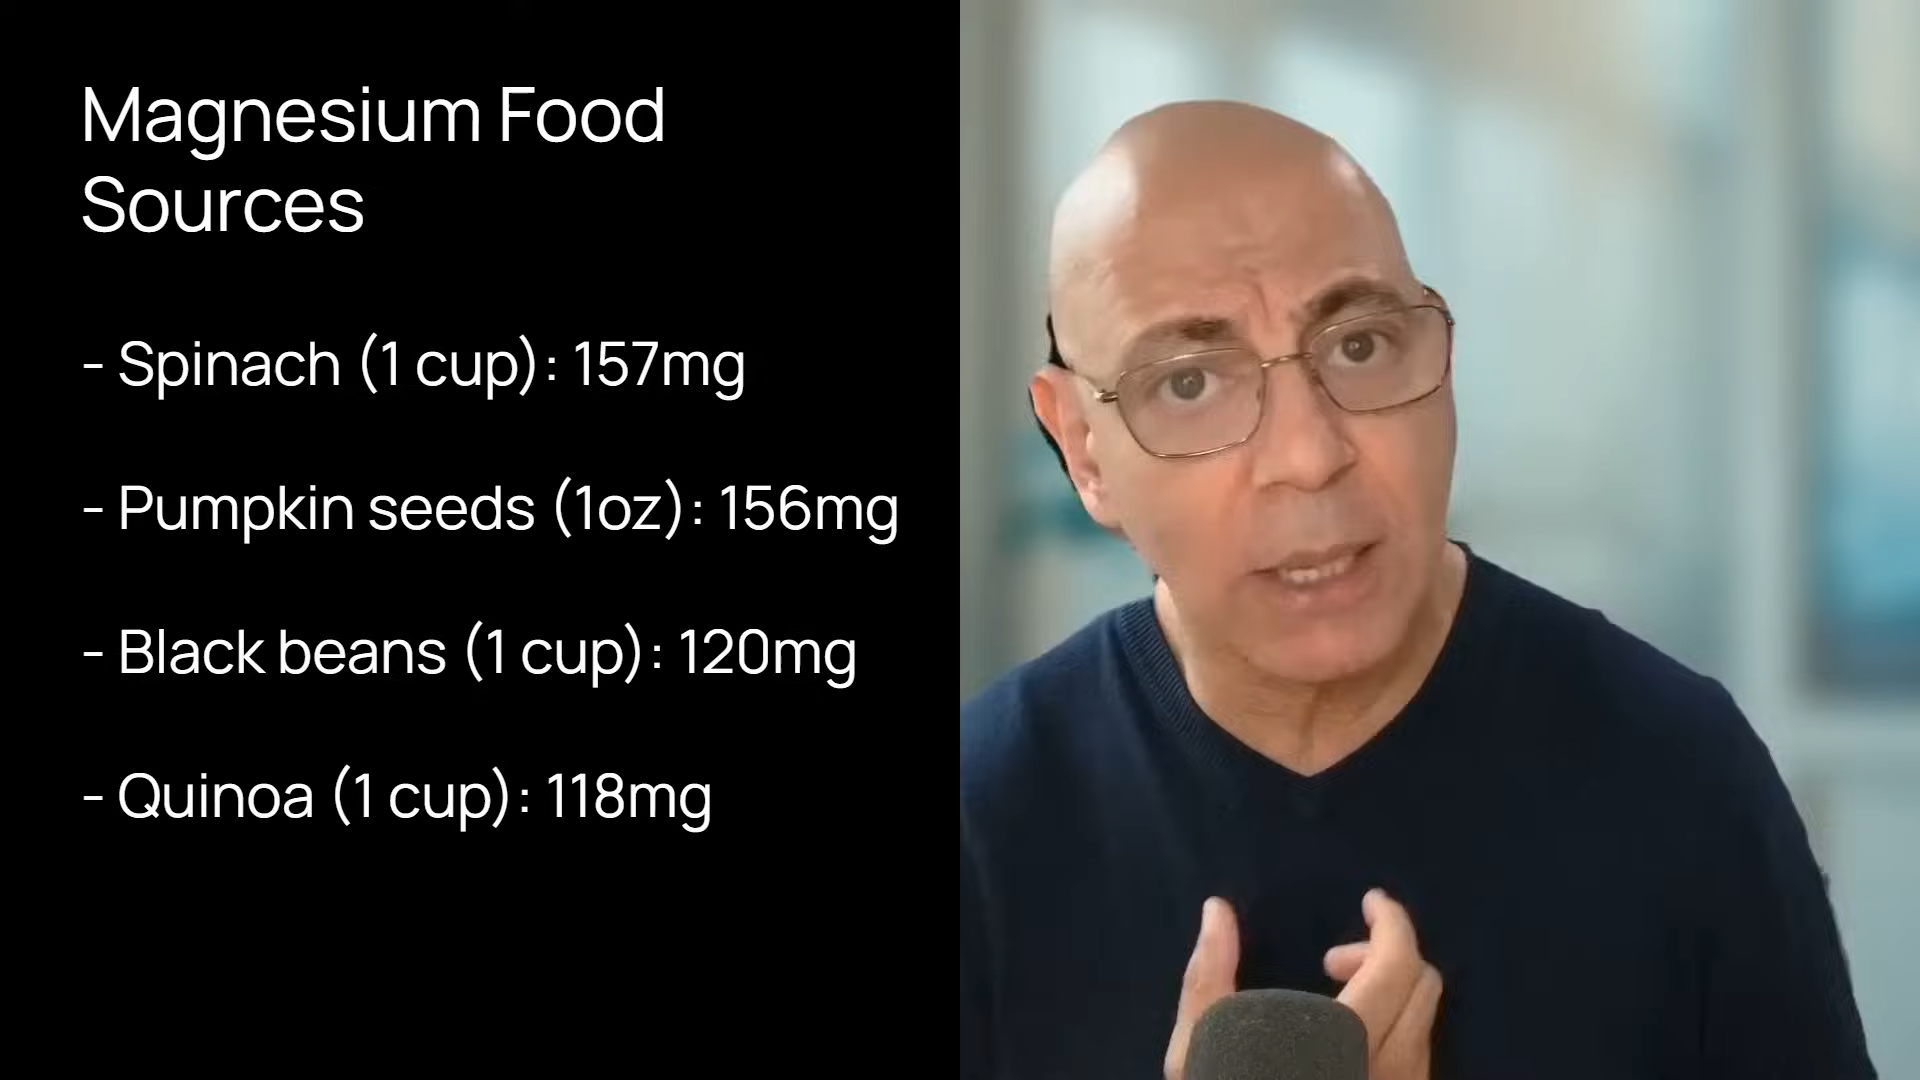 Magnesium Food
Sources
- Spinach (1 cup): 157mg
- Pumpkin seeds (1oz): 156mg
- Black beans (1 cup): 120mg
- Quinoa (1 cup): 118mg